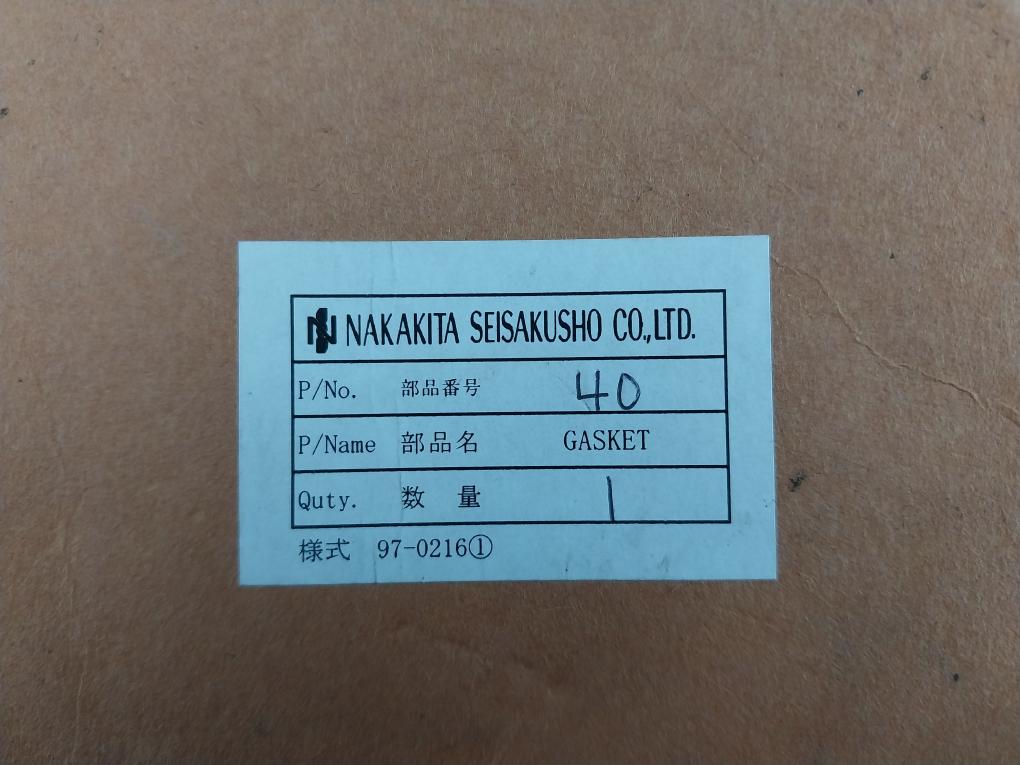 NAKAKITA SEISAKUSHO CO.,LTD.
P/No. 部品番号 40
P/Name 部品名 GASKET
Quty. 数 量 1
様式 97-0216①